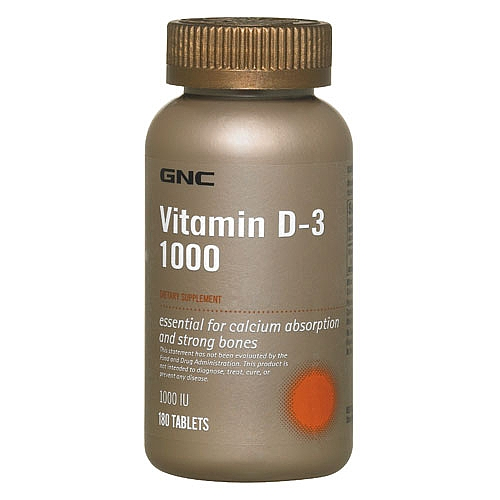 GNC
Vitamin D-3
1000
DIETARY SUPPLEMENT
essential for calcium absorption
and strong bones
This statement has not been evaluated by the
Food and Drug Administration. This product is
not intended to diagnose, treat, cure, or
prevent any disease.
1000 IU
180 TABLETS